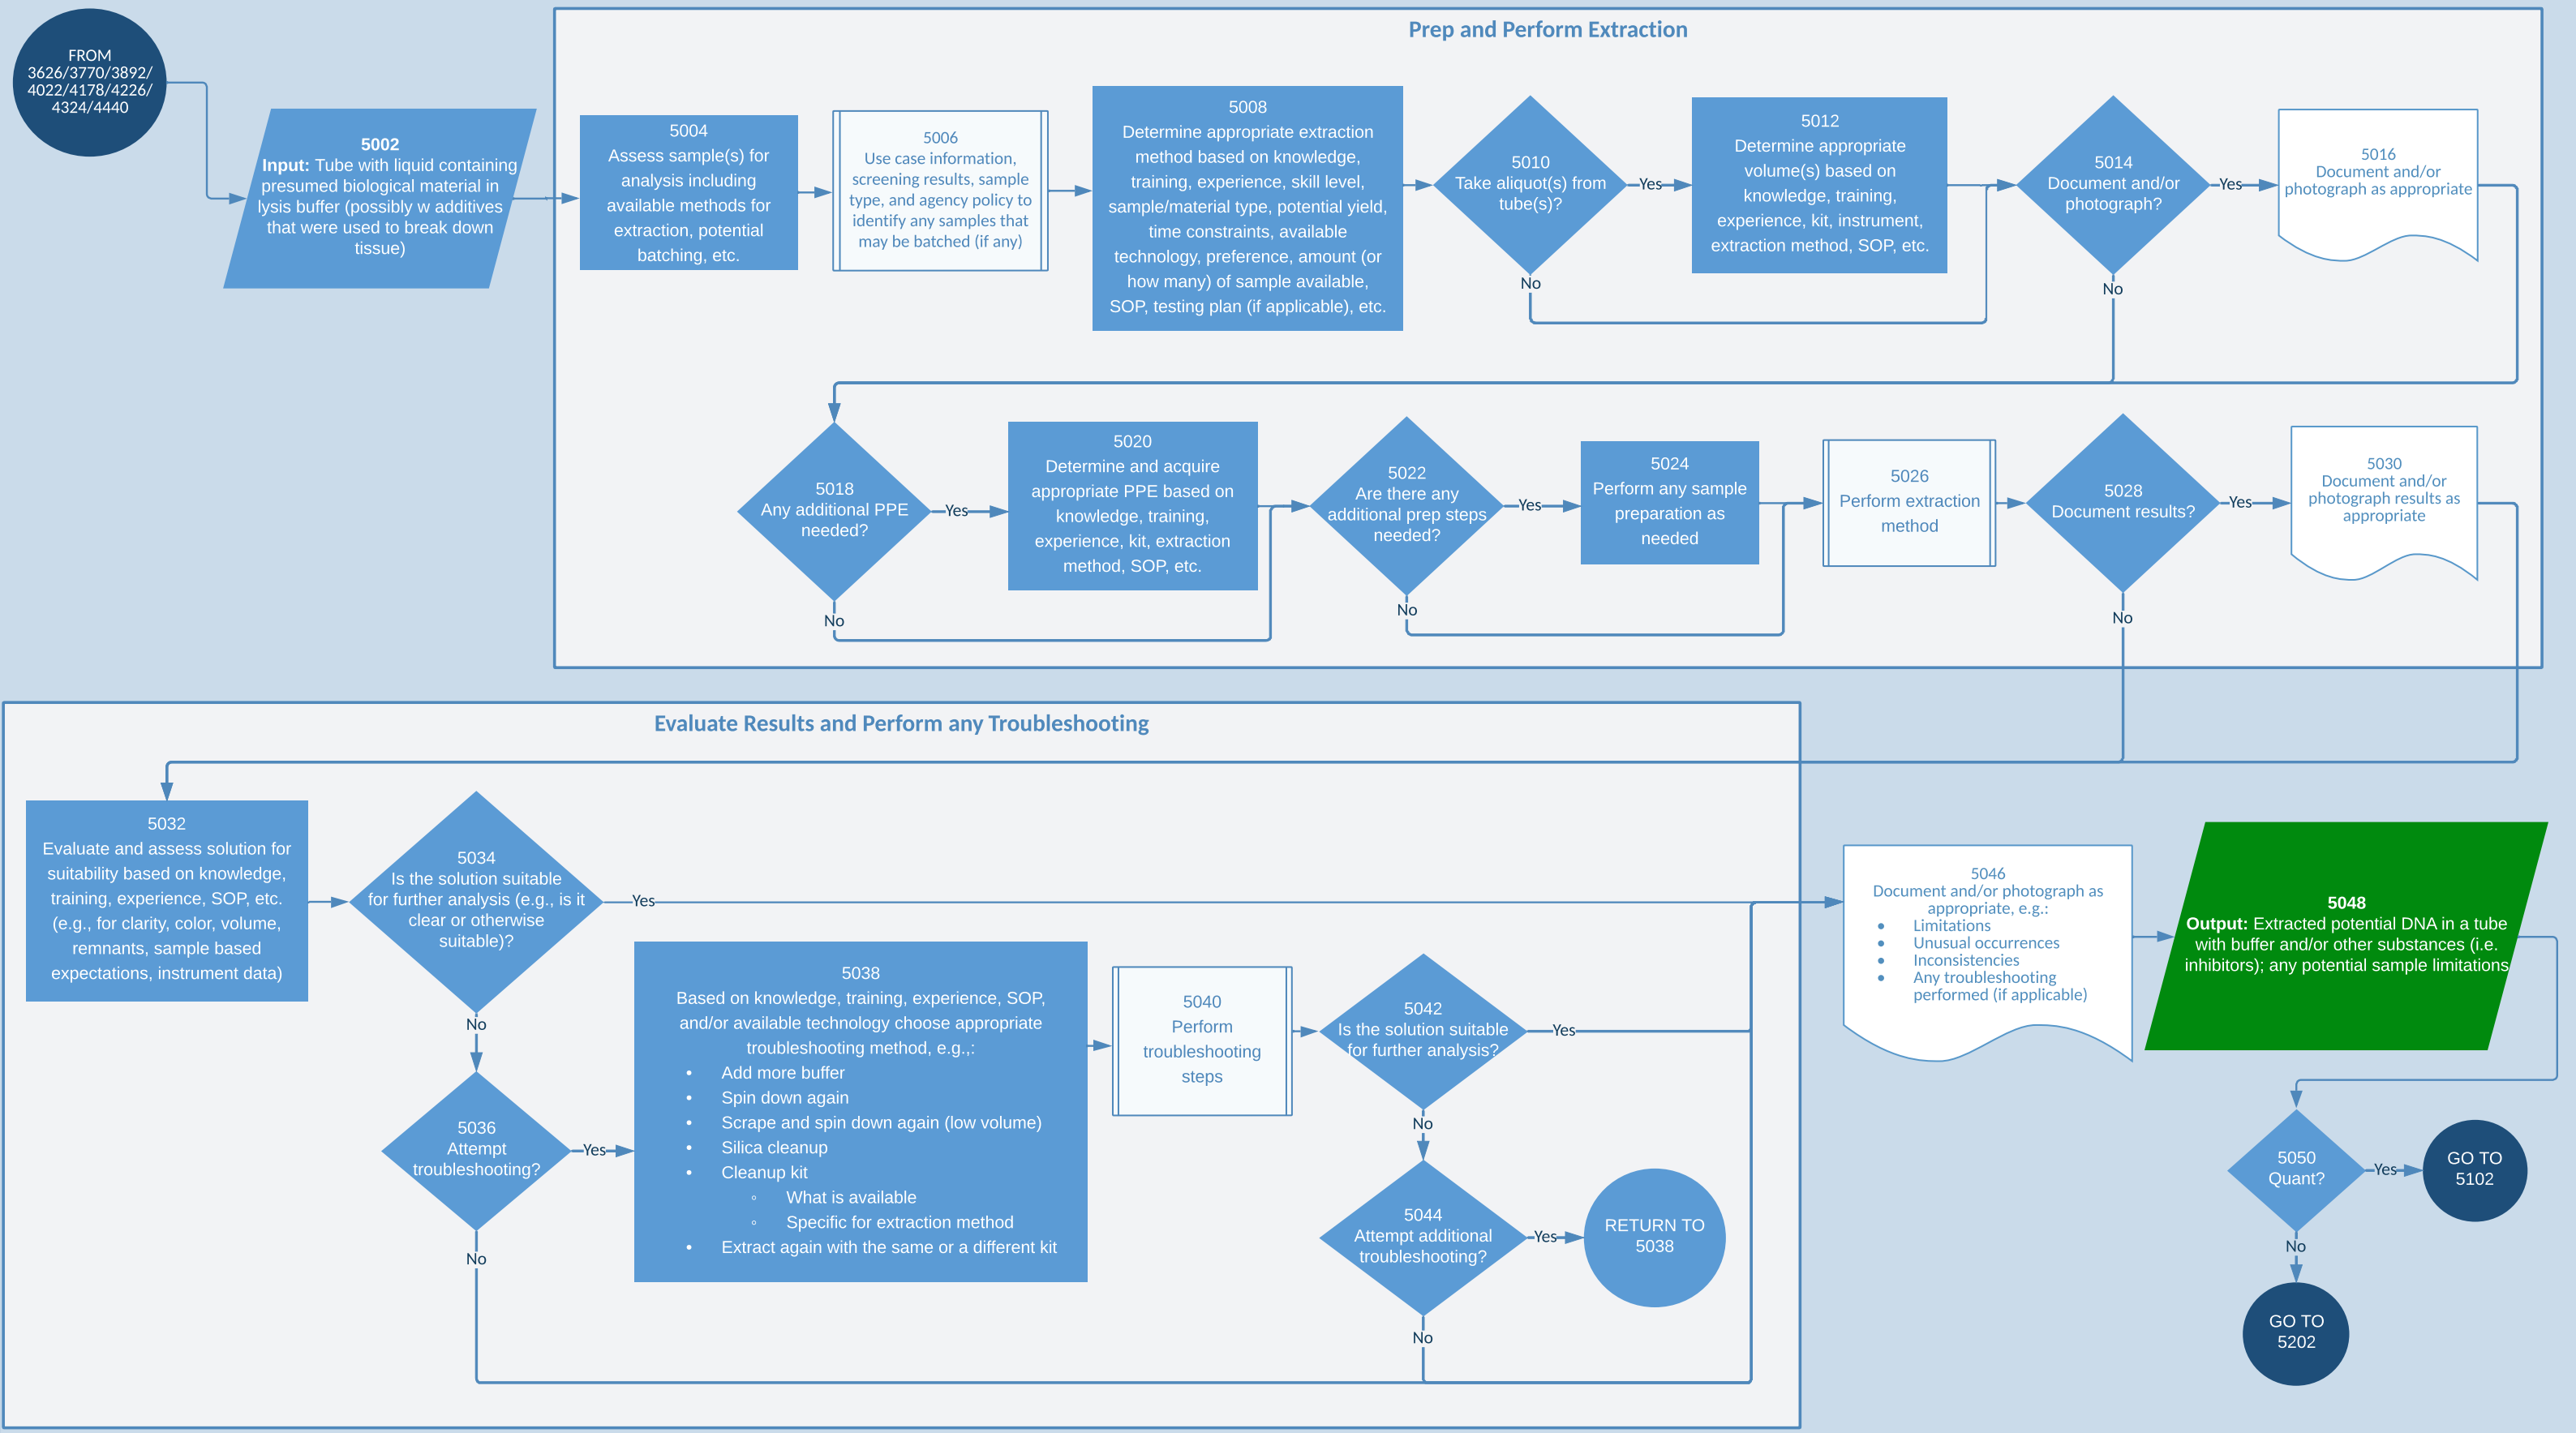 Prep and Perform Extraction
FROM
3626/3770/3892/
4022/4178/4226/
4324/4440
5002
Input: Tube with liquid containing
presumed biological material in
lysis buffer (possibly w additives
that were used to break down
tissue)
5004
Assess sample(s) for
analysis including
available methods for
extraction, potential
batching, etc.
5006
Use case information,
screening results, sample
type, and agency policy to
identify any samples that
may be batched (if any)
5008
Determine appropriate extraction
method based on knowledge,
training, experience, skill level,
sample/material type, potential yield,
time constraints, available
technology, preference, amount (or
how many) of sample available,
SOP, testing plan (if applicable), etc.
5010
Take aliquot(s) from
tube(s)?
Yes
No
5012
Determine appropriate
volume(s) based on
knowledge, training,
experience, kit, instrument,
extraction method, SOP, etc.
5014
Document and/or
photograph?
Yes
No
5016
Document and/or
photograph as appropriate
5018
Any additional PPE
needed?
Yes
No
5020
Determine and acquire
appropriate PPE based on
knowledge, training,
experience, kit, extraction
method, SOP, etc.
5022
Are there any
additional prep steps
needed?
Yes
No
5024
Perform any sample
preparation as
needed
5026
Perform extraction
method
5028
Document results?
Yes
No
5030
Document and/or
photograph results as
appropriate
Evaluate Results and Perform any Troubleshooting
5032
Evaluate and assess solution for
suitability based on knowledge,
training, experience, SOP, etc.
(e.g., for clarity, color, volume,
remnants, sample based
expectations, instrument data)
5034
Is the solution suitable
for further analysis (e.g., is it
clear or otherwise
suitable)?
Yes
No
5036
Attempt
troubleshooting?
Yes
No
5038
Based on knowledge, training, experience, SOP,
and/or available technology choose appropriate
troubleshooting method, e.g.,:
• Add more buffer
• Spin down again
• Scrape and spin down again (low volume)
• Silica cleanup
• Cleanup kit
◦ What is available
◦ Specific for extraction method
• Extract again with the same or a different kit
5040
Perform
troubleshooting
steps
5042
Is the solution suitable
for further analysis?
Yes
No
5044
Attempt additional
troubleshooting?
Yes
No
RETURN TO
5038
5046
Document and/or photograph as
appropriate, e.g.:
• Limitations
• Unusual occurrences
• Inconsistencies
• Any troubleshooting
performed (if applicable)
5048
Output: Extracted potential DNA in a tube
with buffer and/or other substances (i.e.
inhibitors); any potential sample limitations
5050
Quant?
Yes
No
GO TO
5102
GO TO
5202